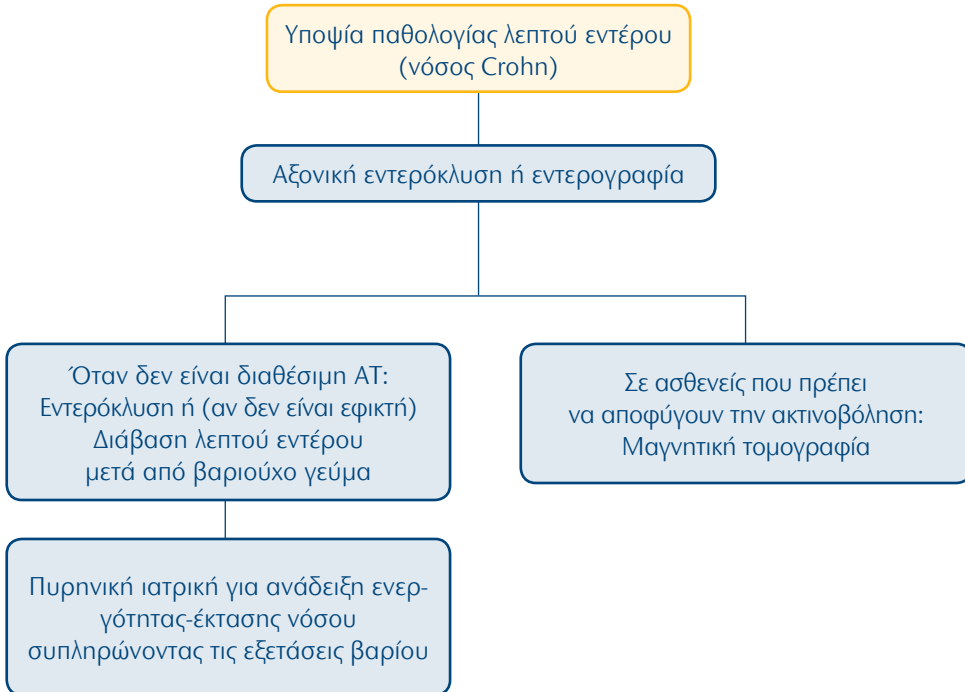 Υποψία παθολογίας λεπτού εντέρου
(νόσος Crohn)
Αξονική εντερόκλυση ή εντερογραφία
Όταν δεν είναι διαθέσιμη ΑΤ:
Εντερόκλυση ή (αν δεν είναι εφικτή)
Διάβαση λεπτού εντέρου
μετά από βαριούχο γεύμα
Σε ασθενείς που πρέπει
να αποφύγουν την ακτινοβόληση:
Μαγνητική τομογραφία
Πυρηνική ιατρική για ανάδειξη ενερ-
γότητας-έκτασης νόσου
συπληρώνοντας τις εξετάσεις βαρίου